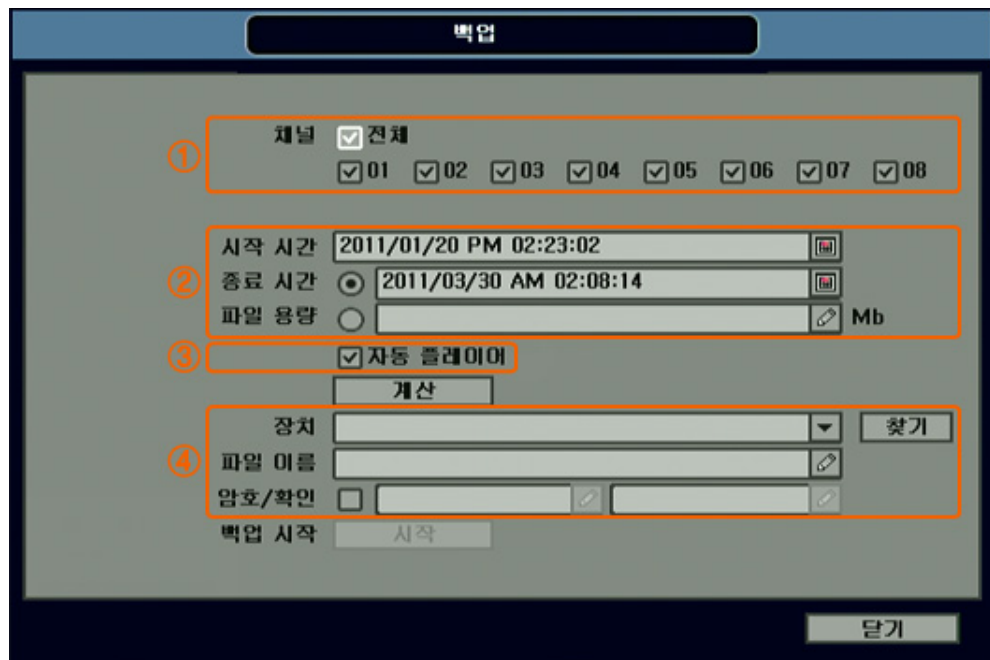 백업
① 채널 전체
01 02 03 04 05 06 07 08
시작 시간 2011/01/20 PM 02:23:02
② 종료 시간 2011/03/30 AM 02:08:14
파일 용량 Mb
③ 자동 플레이어
계산
장치 찾기
④ 파일 이름
암호/확인
백업 시작 시작
닫기